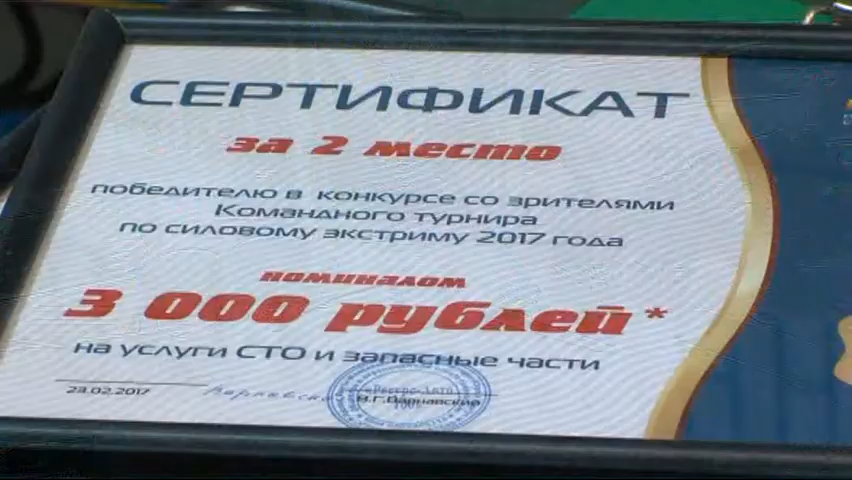 СЕРТИФИКАТ
за 2 место
победителю в конкурсе со зрителями
Командного турнира
по силовому экстриму 2017 года
номиналом
3 000 рублей*
на услуги СТО и запасные части
23.02.2017
В.Г.Варнавский